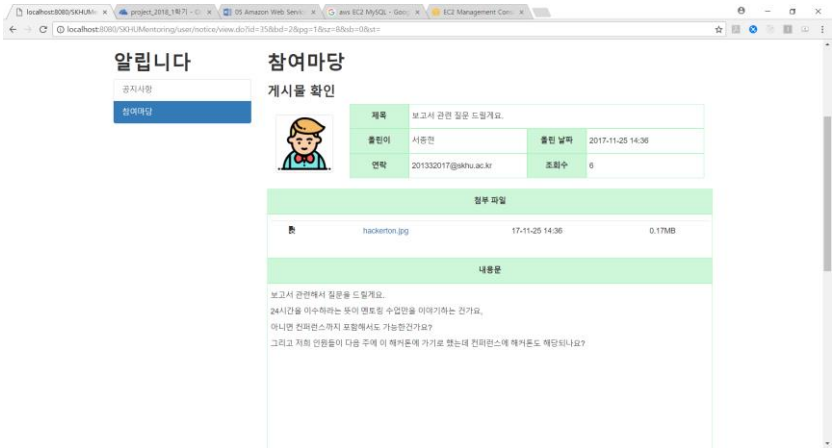 localhost:8080/SKHUMe
project_2018_1학기 - G
05 Amazon Web Servic
aws EC2 MySQL - Goog
EC2 Management Cons
localhost:8080/SKHUMentoring/user/notice/view.do?id=35&bd=2&pg=1&sz=8&sb=0&st=
알립니다
공지사항
참여마당
참여마당
게시물 확인
제목 보고서 관련 질문 드릴게요.
올린이 서종현 올린 날짜 2017-11-25 14:36
연락 201332017@skhu.ac.kr 조회수 6
첨부 파일
hackerton.jpg 17-11-25 14:36 0.17MB
내용문
보고서 관련해서 질문을 드릴게요.
24시간을 이수하라는 뜻이 멘토링 수업만을 이야기하는 건가요,
아니면 컨퍼런스까지 포함해서도 가능한건가요?
그리고 저희 인원들이 다음 주에 이 해커톤에 가기로 했는데 컨퍼런스에 해커톤도 해당되나요?